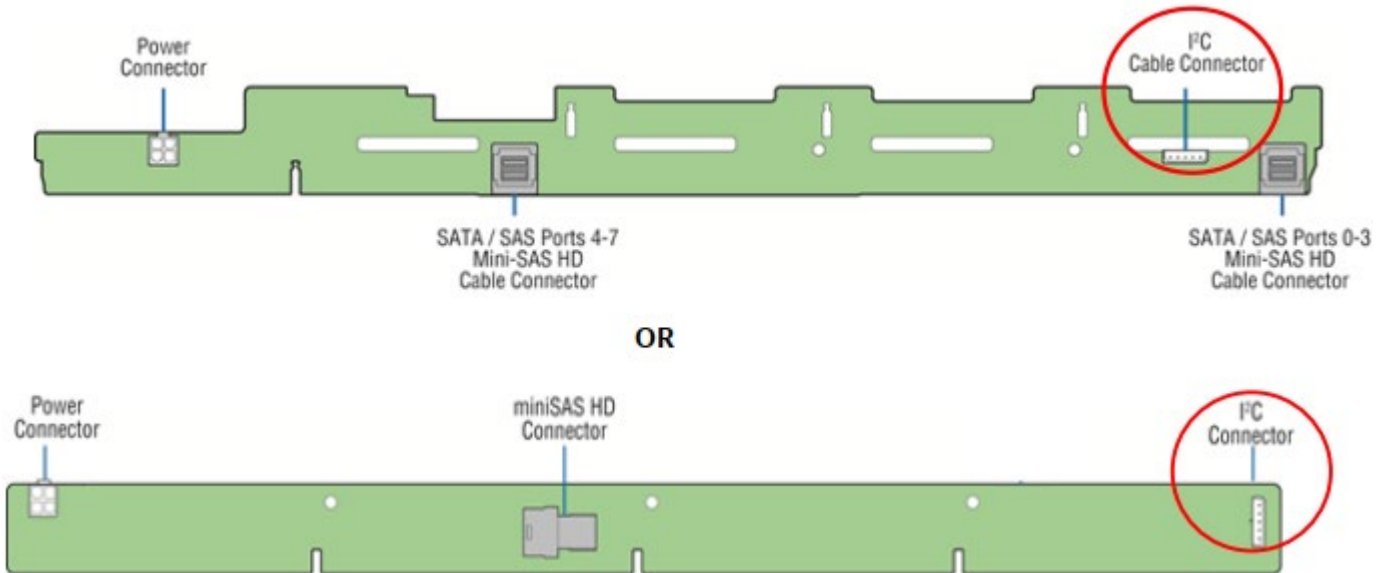 Power
Connector
I²C
Cable Connector
SATA / SAS Ports 4-7
Mini-SAS HD
Cable Connector
SATA / SAS Ports 0-3
Mini-SAS HD
Cable Connector
OR
Power
Connector
miniSAS HD
Connector
I²C
Connector